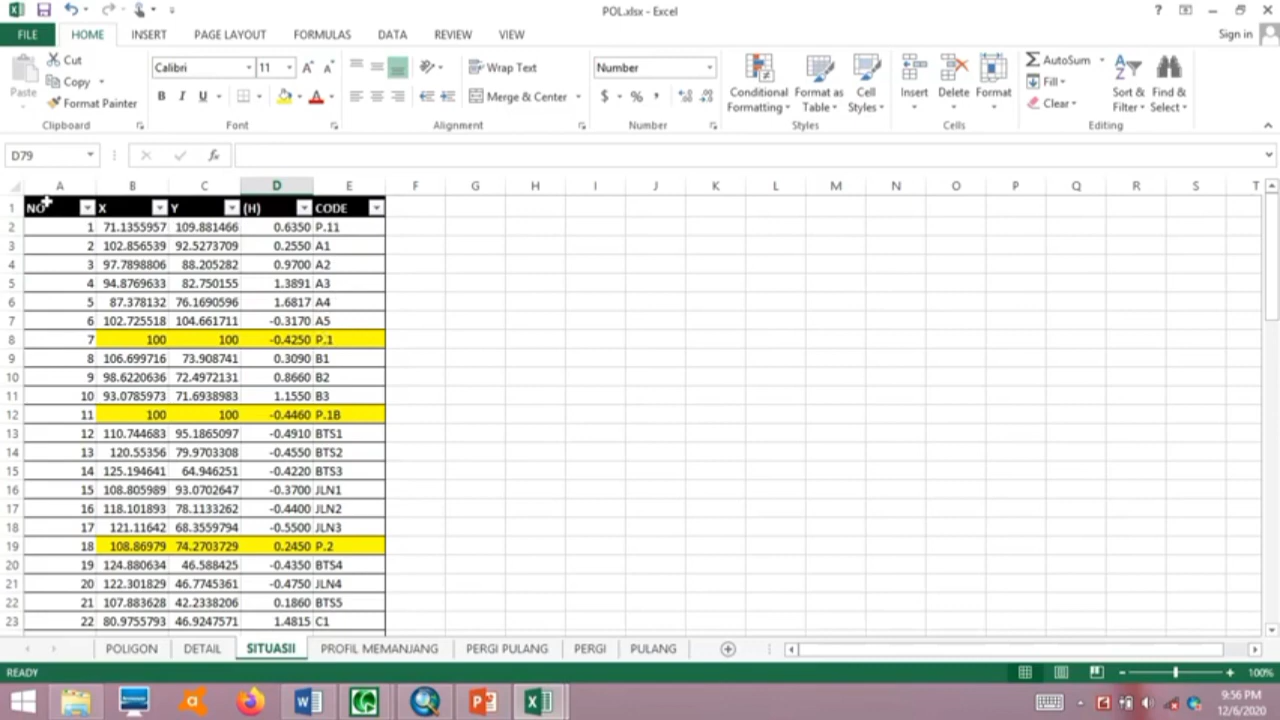 POL.xlsx - Excel
?
FILE HOME INSERT PAGE LAYOUT FORMULAS DATA REVIEW VIEW Sign in
Paste
Cut
Copy
Format Painter
Clipboard
Calibri 11
B I U
Font
Wrap Text
Merge & Center
Alignment
Number
$ % ,
Number
Conditional Formatting
Format as Table
Cell Styles
Styles
Insert
Delete
Format
Cells
AutoSum
Fill
Clear
Sort & Filter
Find & Select
Editing
D79 fx
A B C D E F G H I J K L M N O P Q R S T
1 NO X Y (H) CODE
2 1 71.1355957 109.881466 0.6350 P.11
3 2 102.856539 92.5273709 0.2550 A1
4 3 97.7898806 88.205282 0.9700 A2
5 4 94.8769633 82.750155 1.3891 A3
6 5 87.378132 76.1690596 1.6817 A4
7 6 102.725518 104.661711 -0.3170 A5
8 7 100 100 -0.4250 P.1
9 8 106.699716 73.908741 0.3090 B1
10 9 98.6220636 72.4972131 0.8660 B2
11 10 93.0785973 71.6938983 1.1550 B3
12 11 100 100 -0.4460 P.1B
13 12 110.744683 95.1865097 -0.4910 BTS1
14 13 120.55356 79.9703308 -0.4550 BTS2
15 14 125.194641 64.946251 -0.4220 BTS3
16 15 108.805989 93.0702647 -0.3700 JLN1
17 16 118.101893 78.1133262 -0.4400 JLN2
18 17 121.11642 68.3559794 -0.5500 JLN3
19 18 108.86979 74.2703729 0.2450 P.2
20 19 124.880634 46.588425 -0.4350 BTS4
21 20 122.301829 46.7745361 -0.4750 JLN4
22 21 107.883628 42.2338206 0.1860 BTS5
23 22 80.9755793 46.9247571 1.4815 C1
POLIGON DETAIL SITUASII PROFIL MEMANJANG PERGI PULANG PERGI PULANG
READY 100%
9:56 PM
12/6/2020